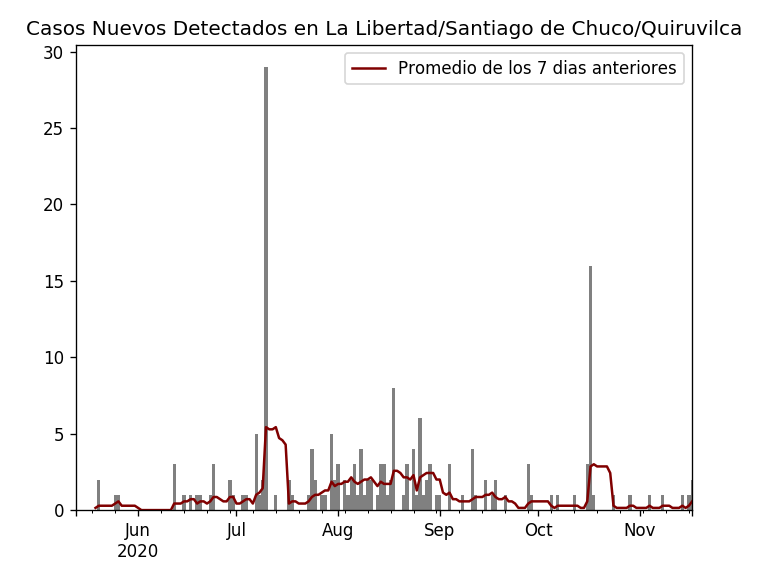 Casos Nuevos Detectados en La Libertad/Santiago de Chuco/Quiruvilca
Promedio de los 7 dias anteriores
30
25
20
15
10
5
0
Jun Jul Aug Sep Oct Nov
2020